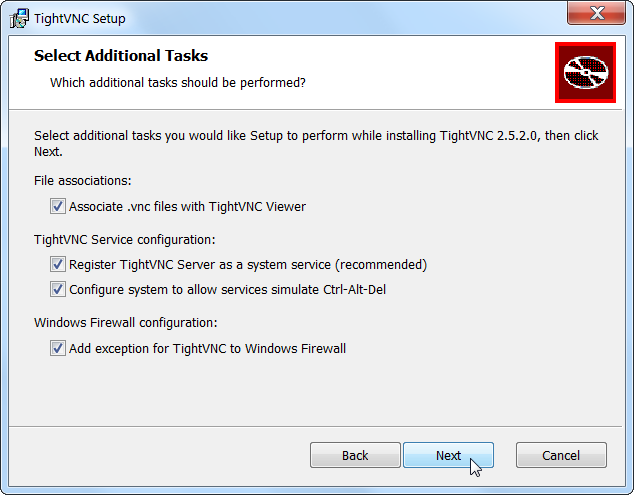 TightVNC Setup
Select Additional Tasks
Which additional tasks should be performed?
Select additional tasks you would like Setup to perform while installing TightVNC 2.5.2.0, then click
Next.
File associations:
Associate .vnc files with TightVNC Viewer
TightVNC Service configuration:
Register TightVNC Server as a system service (recommended)
Configure system to allow services simulate Ctrl-Alt-Del
Windows Firewall configuration:
Add exception for TightVNC to Windows Firewall
Back Next Cancel